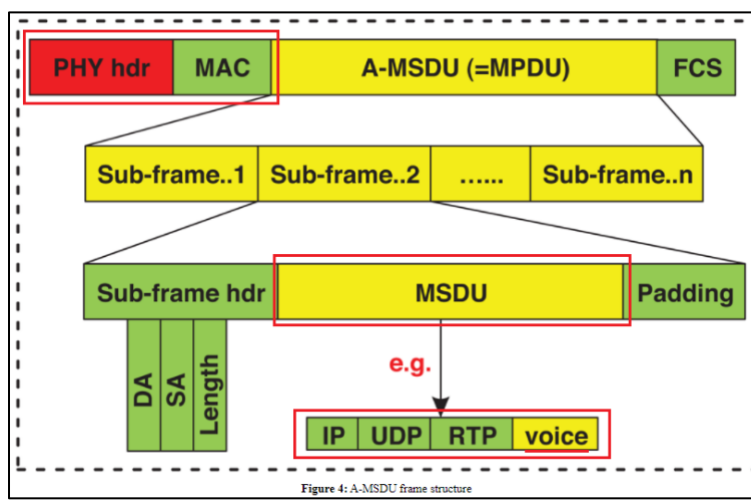 PHY hdr MAC A-MSDU (=MPDU) FCS
Sub-frame..1 Sub-frame..2 ...... Sub-frame..n
Sub-frame hdr MSDU Padding
DA SA Length
e.g.
IP UDP RTP voice
Figure 4: A-MSDU frame structure